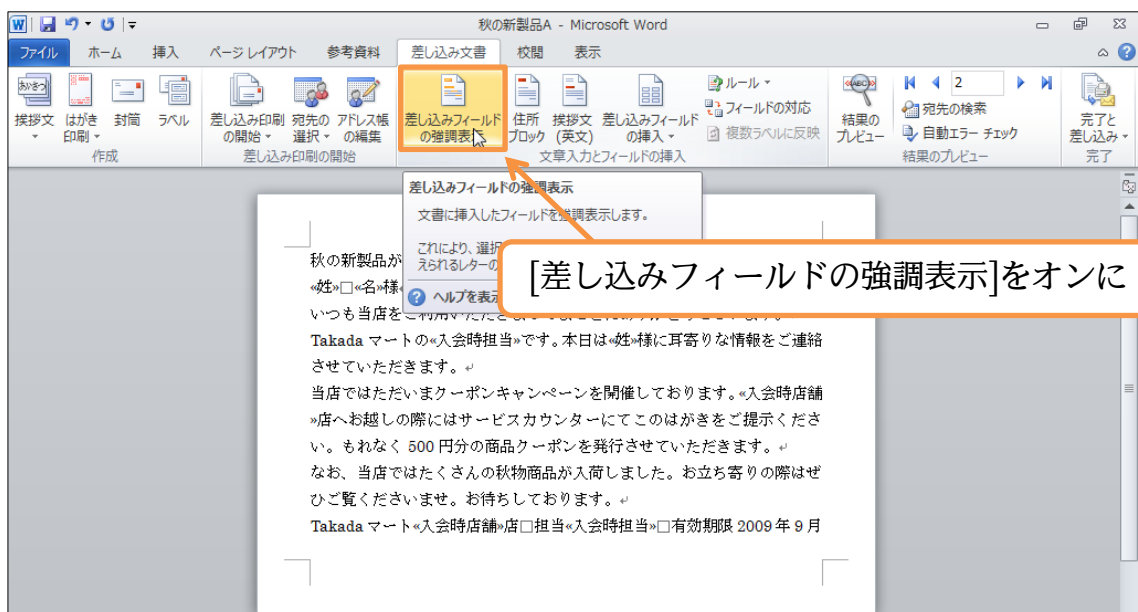 秋の新製品A - Microsoft Word
ファイル ホーム 挿入 ページ レイアウト 参考資料 差し込み文書 校閲 表示
あいさつ
挨拶文 はがき印刷 封筒 ラベル
作成
差し込み印刷の開始 宛先の選択 アドレス帳の編集
差し込み印刷の開始
差し込みフィールドの強調表示 住所ブロック 挨拶文(英文) 差し込みフィールドの挿入
ルール
フィールドの対応
複数ラベルに反映
文章入力とフィールドの挿入
ABC
結果のプレビュー
2
宛先の検索
自動エラー チェック
結果のプレビュー
完了と差し込み
完了
差し込みフィールドの強調表示
文書に挿入したフィールドを強調表示します。
これにより、選択
えられるレターの
ヘルプを表示
[差し込みフィールドの強調表示]をオンに
秋の新製品が
«姓»□«名»様
いつも当店をご利用いただき
Takada マートの«入会時担当»です。本日は«姓»様に耳寄りな情報をご連絡
させていただきます。↵
当店ではただいまクーポンキャンペーンを開催しております。«入会時店舗
»店へお越しの際にはサービスカウンターにてこのはがきをご提示くださ
い。もれなく 500 円分の商品クーポンを発行させていただきます。↵
なお、当店ではたくさんの秋物商品が入荷しました。お立ち寄りの際はぜ
ひご覧くださいませ。お待ちしております。↵
Takada マート«入会時店舗»店□担当«入会時担当»□有効期限 2009 年 9 月